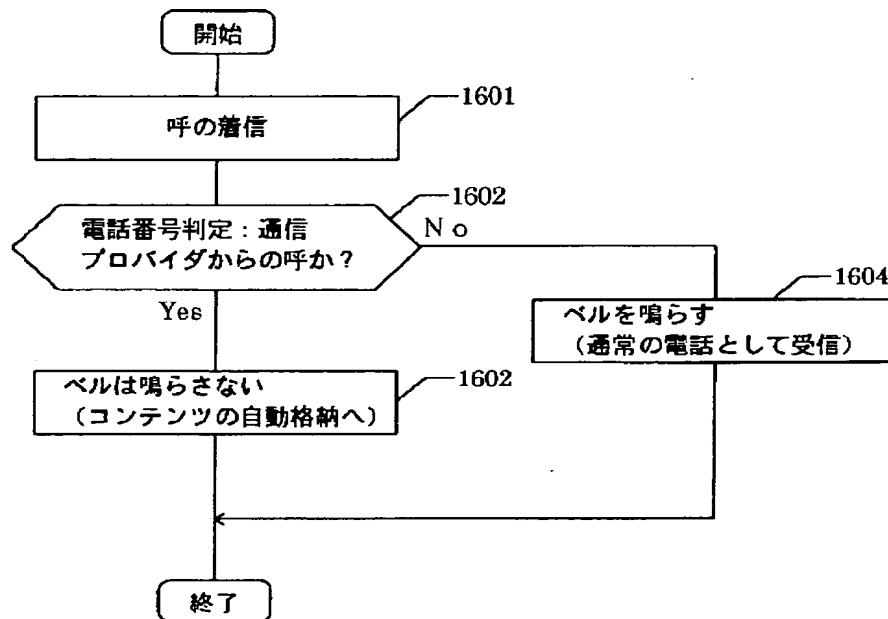 開始
呼の着信
1601
電話番号判定：通信
プロバイダからの呼か？
1602
No
Yes
ベルを鳴らす
（通常の電話として受信）
1604
ベルは鳴らさない
（コンテンツの自動格納へ）
1602
終了